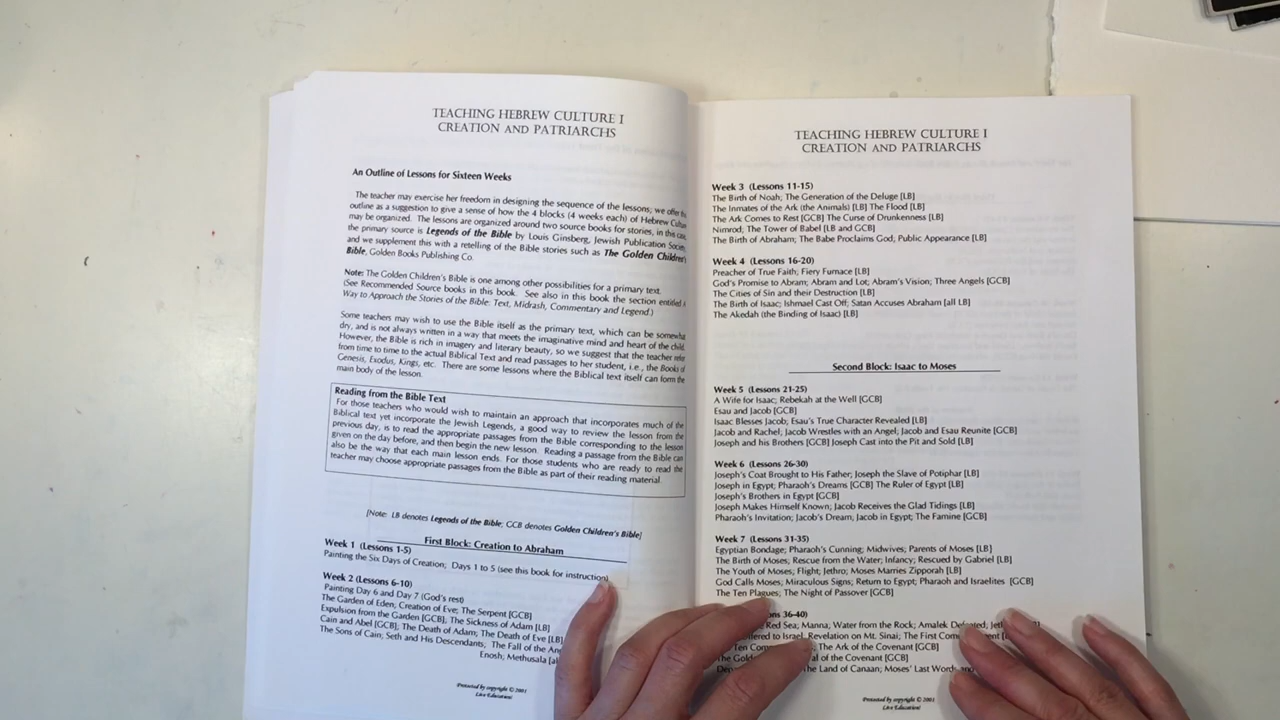 TEACHING HEBREW CULTURE I
CREATION AND PATRIARCHS
An Outline of Lessons for Sixteen Weeks
The teacher may exercise her freedom in designing the sequence of the lessons; we offer
outline as a suggestion to give a sense of how the 4 blocks (4 weeks each) of Hebrew
may be organized. The lessons are organized around two source books for stories, in this case,
the primary source is Legends of the Bible by Louis Ginsberg, Jewish Publication
and we supplement this with a retelling of the Bible stories such as The Golden
Bible, Golden Books Publishing Co.
Note: The Golden Children's Bible is one among other possibilities for a primary text.
(See Recommended Source books in this book. See also in this book the section entitled
Way to Approach the Stories of the Bible: Text, Midrash, Commentary and Legend.)
Some teachers may wish to use the Bible itself as the primary text, which can be somewhat
dry, and is not always written in a way that meets the imaginative mind and heart of the child.
However, the Bible is rich in imagery and literary beauty, so we suggest that the teacher refer
from time to time to the actual Biblical Text and read passages to her student, i.e., the Books of
Genesis, Exodus, Kings, etc. There are some lessons where the Biblical text itself can form the
main body of the lesson.
Reading from the Bible Text
For those teachers who would wish to maintain an approach that incorporates much of the
Biblical text yet incorporate the Jewish Legends, a good way to review the lesson from the
previous day, is to read the appropriate passages from the Bible corresponding to the lesson
given on the day before, and then begin the new lesson. Reading a passage from the Bible can
also be the way that each main lesson ends. For those students who are ready to read the
teacher may choose appropriate passages from the Bible as part of their reading material.
[Note: LB denotes Legends of the Bible; GCB denotes Golden Children's Bible]
First Block: Creation to Abraham
Week 1 (Lessons 1-5)
Painting the Six Days of Creation; Days 1 to 5 (see this book for instruction)
Week 2 (Lessons 6-10)
Painting Day 6 and Day 7 (God's rest)
The Garden of Eden; Creation of Eve; The Serpent [GCB]
Expulsion from the Garden [GCB], The Sickness of Adam [LB]
Cain and Abel [GCB]; The Death of Adam; The Death of Eve [LB]
The Sons of Cain; Seth and His Descendants, The Fall of the
Enosh; Methusala
Protected by copyright © 2001
Live Education!
TEACHING HEBREW CULTURE I
CREATION AND PATRIARCHS
Week 3 (Lessons 11-15)
The Birth of Noah; The Generation of the Deluge [LB]
The Inmates of the Ark (the Animals) [LB] The Flood [LB]
The Ark Comes to Rest [GCB] The Curse of Drunkenness [LB]
Nimrod; The Tower of Babel [LB and GCB]
The Birth of Abraham; The Babe Proclaims God; Public Appearance [LB]
Week 4 (Lessons 16-20)
Preacher of True Faith; Fiery Furnace [LB]
God's Promise to Abram; Abram and Lot; Abram's Vision; Three Angels [GCB]
The Cities of Sin and their Destruction [LB]
The Birth of Isaac; Ishmael Cast Off; Satan Accuses Abraham [all LB]
The Akedah (the Binding of Isaac) [LB]
Second Block: Isaac to Moses
Week 5 (Lessons 21-25)
A Wife for Isaac; Rebekah at the Well [GCB]
Esau and Jacob [GCB]
Isaac Blesses Jacob; Esau's True Character Revealed [LB]
Jacob and Rachel; Jacob Wrestles with an Angel; Jacob and Esau Reunite [GCB]
Joseph and his Brothers [GCB] Joseph Cast into the Pit and Sold [LB]
Week 6 (Lessons 26-30)
Joseph's Coat Brought to His Father; Joseph the Slave of Potiphar [LB]
Joseph in Egypt; Pharaoh's Dreams [GCB] The Ruler of Egypt [LB]
Joseph's Brothers in Egypt [GCB]
Joseph Makes Himself Known; Jacob Receives the Glad Tidings [LB]
Pharaoh's Invitation; Jacob's Dream, Jacob in Egypt; The Famine [GCB]
Week 7 (Lessons 31-35)
Egyptian Bondage; Pharaoh's Cunning; Midwives; Parents of Moses [LB]
The Birth of Moses; Rescue from the Water; Infancy; Rescued by Gabriel [LB]
The Youth of Moses; Flight; Jethro; Moses Marries Zipporah [LB]
God Calls Moses; Miraculous Signs; Return to Egypt; Pharaoh and Israelites [GCB]
The Ten Plagues; The Night of Passover [GCB]
36-40)
Red Sea; Manna, Water from the Rock; Amalek
to Israel, Revelation on Mt. Sinai; The First
Ten The Ark of the Covenant [GCB]
The of the Covenant [GCB]
The Land of Canaan; Moses' Last Words
Protected by copyright © 2001
Live Education!